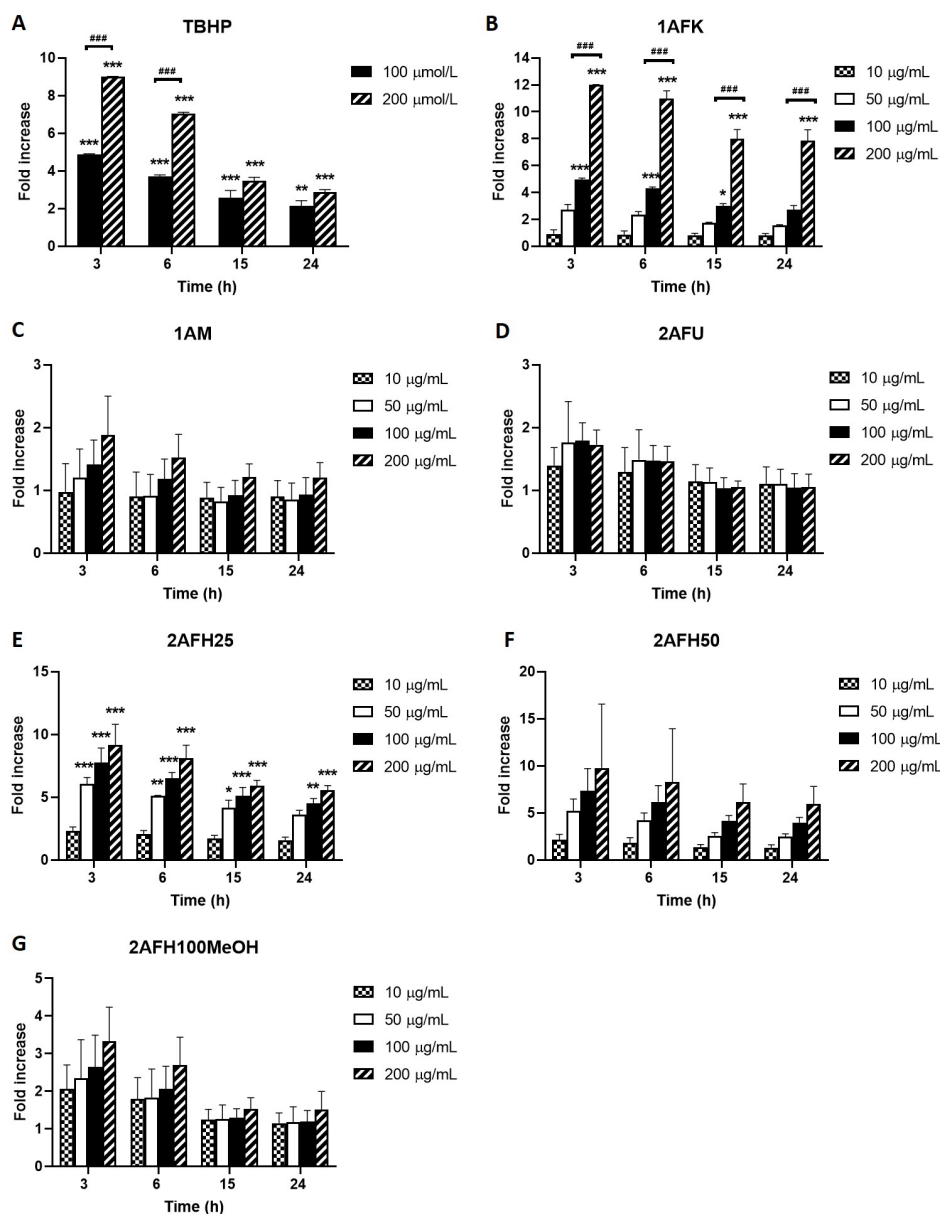 A
TBHP
###
***
***
###
***
***
***
***
**
***
10
8
6
4
2
0
Fold increase
3 6 15 24
Time (h)
100 μmol/L
200 μmol/L
B
1AFK
###
***
***
###
***
***
###
***
*
###
***
14
12
10
8
6
4
2
0
Fold increase
3 6 15 24
Time (h)
10 μg/mL
50 μg/mL
100 μg/mL
200 μg/mL
C
1AM
3
2
1
0
Fold increase
3 6 15 24
Time (h)
10 μg/mL
50 μg/mL
100 μg/mL
200 μg/mL
D
2AFU
3
2
1
0
Fold increase
3 6 15 24
Time (h)
10 μg/mL
50 μg/mL
100 μg/mL
200 μg/mL
E
2AFH25
***
***
***
**
***
***
*
***
***
**
***
15
10
5
0
Fold increase
3 6 15 24
Time (h)
10 μg/mL
50 μg/mL
100 μg/mL
200 μg/mL
F
2AFH50
20
15
10
5
0
Fold increase
3 6 15 24
Time (h)
10 μg/mL
50 μg/mL
100 μg/mL
200 μg/mL
G
2AFH100MeOH
5
4
3
2
1
0
Fold increase
3 6 15 24
Time (h)
10 μg/mL
50 μg/mL
100 μg/mL
200 μg/mL